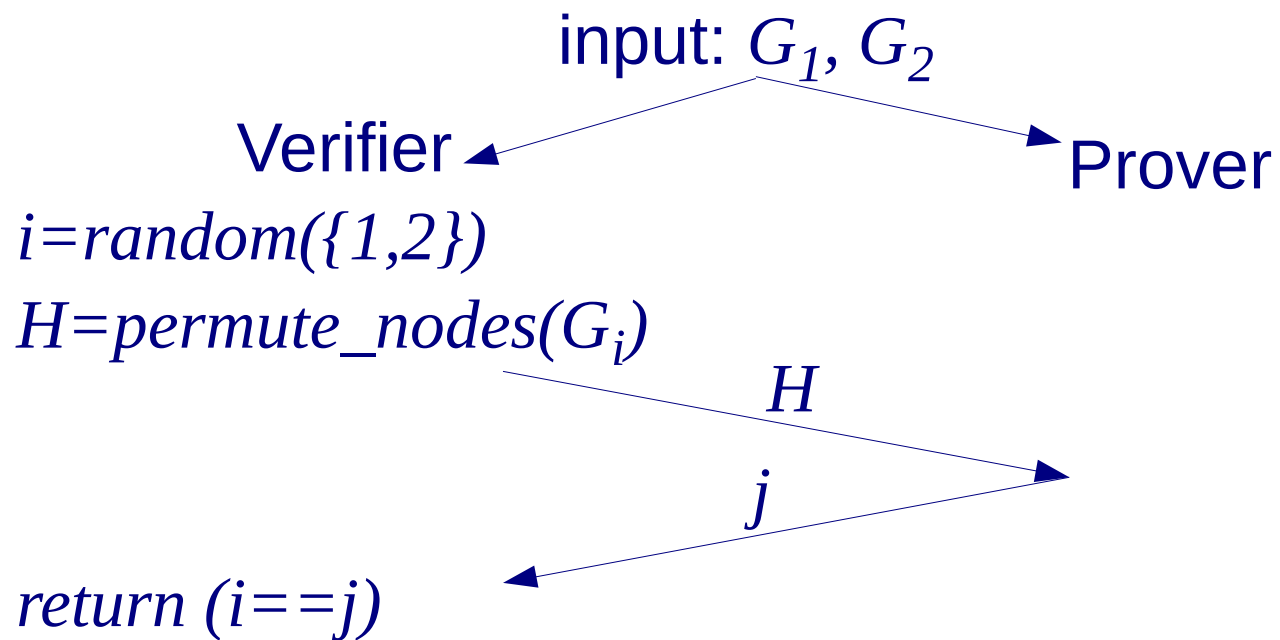 input: G₁, G₂
Verifier
Prover
i=random({1,2})
H=permute_nodes(Gᵢ)
H
j
return (i==j)